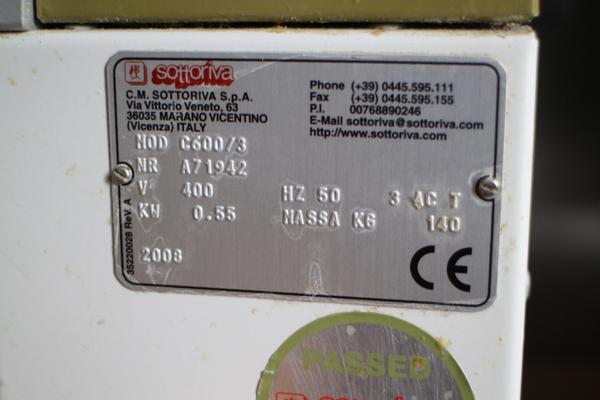 sottoriva
C.M. SOTTORIVA S.p.A.
Via Vittorio Veneto, 63
36035 MARANO VICENTINO
(Vicenza) ITALY
Phone (+39) 0445.595.111
Fax (+39) 0445.595.155
P.I. 00768890246
E-Mail sottoriva@sottoriva.com
http://www.sottoriva.com
MOD C600/3
NR A71942
V 400 HZ 50 3 AC T
KW 0.55 MASSA KG 140
2008
CE
35220028 Rev. A
PASSED
sottoriva